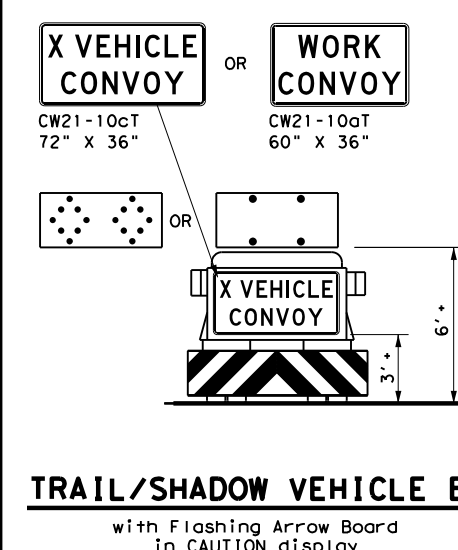 X VEHICLE
CONVOY
OR
WORK
CONVOY
CW21-10cT
72" X 36"
CW21-10aT
60" X 36"
OR
X VEHICLE
CONVOY
6'+
3'+
TRAIL/SHADOW VEHICLE B
with Flashing Arrow Board
in CAUTION display